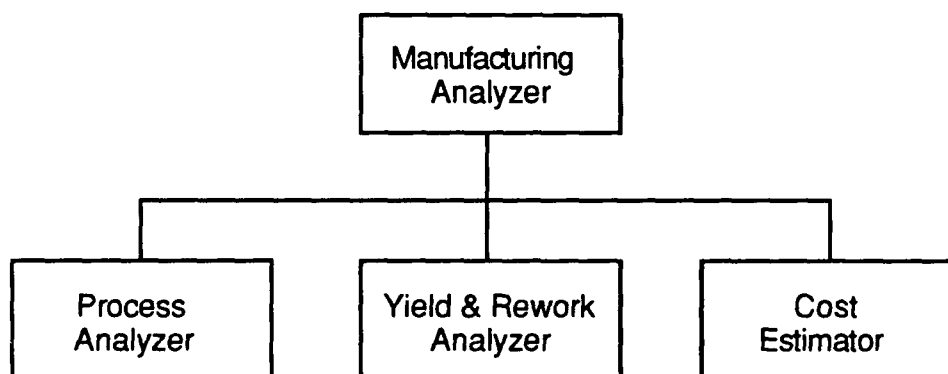 Manufacturing
Analyzer
Process
Analyzer
Yield & Rework
Analyzer
Cost
Estimator